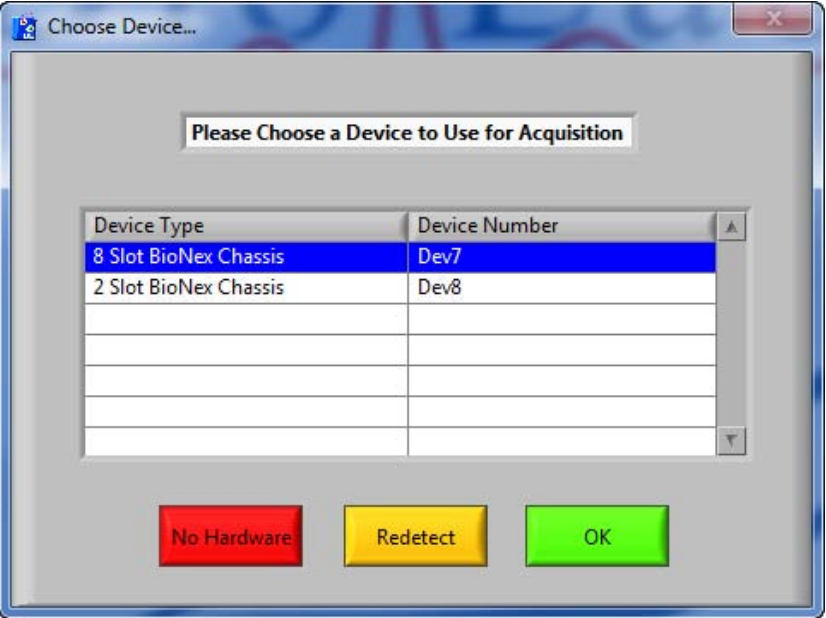 Choose Device...
Please Choose a Device to Use for Acquisition
Device Type Device Number
8 Slot BioNex Chassis Dev7
2 Slot BioNex Chassis Dev8
No Hardware Redetect OK